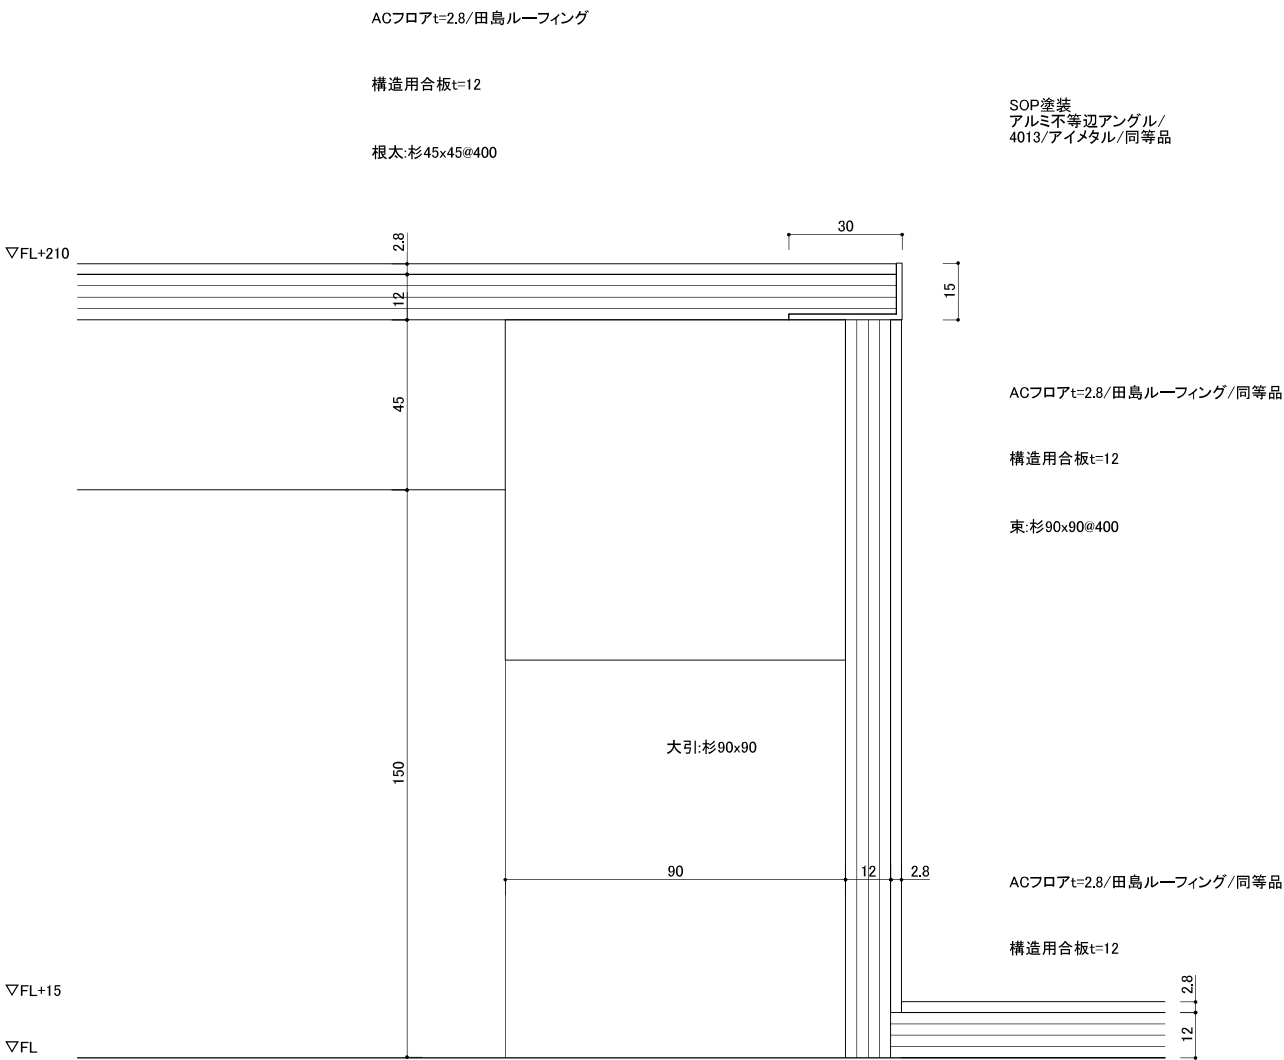 ACフロアt=2.8/田島ルーフィング
構造用合板t=12
根太:杉45x45@400
SOP塗装
アルミ不等辺アングル/
4013/アイメタル/同等品
30
▽FL+210
2.8
12
15
45
ACフロアt=2.8/田島ルーフィング/同等品
構造用合板t=12
束:杉90x90@400
大引:杉90x90
150
90
12
2.8
ACフロアt=2.8/田島ルーフィング/同等品
構造用合板t=12
▽FL+15
2.8
▽FL
12